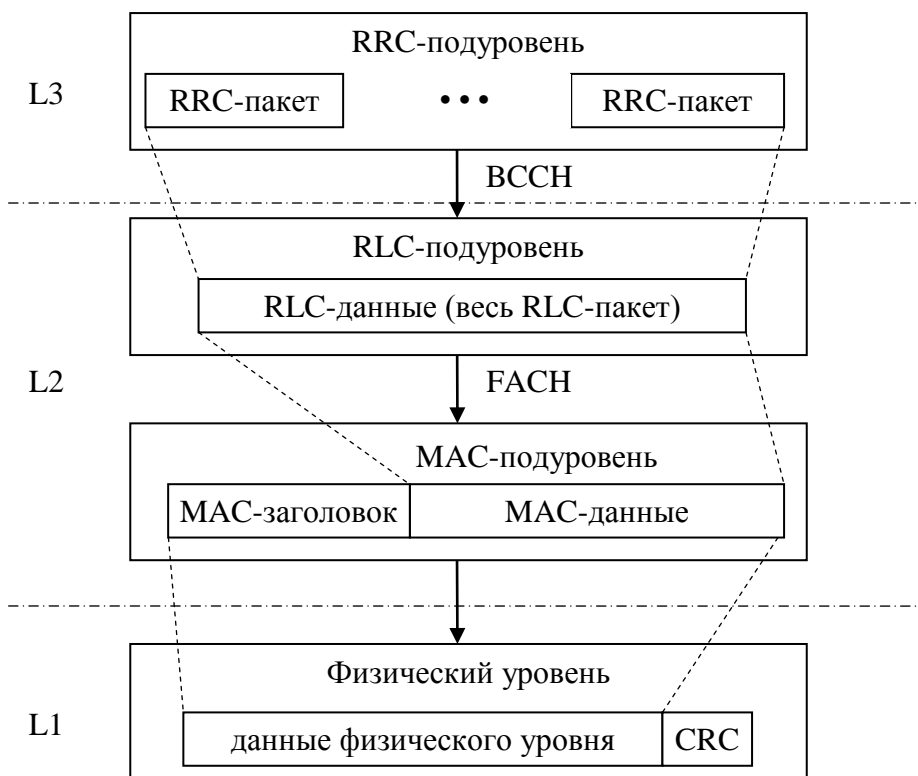 RRC-подуровень
L3
RRC-пакет
• • •
RRC-пакет
BCCH
RLC-подуровень
RLC-данные (весь RLC-пакет)
L2
FACH
MAC-подуровень
MAC-заголовок
MAC-данные
Физический уровень
L1
данные физического уровня
CRC